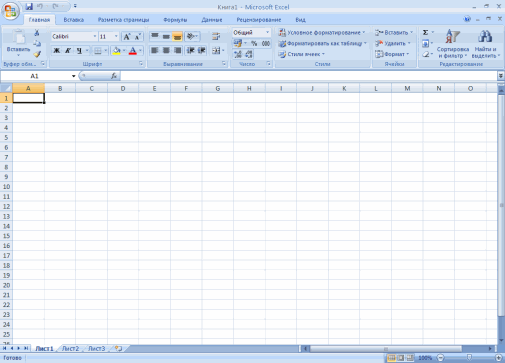 Книга1 - Microsoft Excel
Главная Вставка Разметка страницы Формулы Данные Рецензирование Вид
Calibri 11 Общий Условное форматирование Вставить Σ
Форматировать как таблицу Удалить
Вставить Ж К Ч % 000 Стили ячеек Формат Сортировка и фильтр Найти и выделить
Буфер обм... Шрифт Выравнивание Число Стили Ячейки Редактирование
A1 fx
A B C D E F G H I J K L M N O
1
2
3
4
5
6
7
8
9
10
11
12
13
14
15
16
17
18
19
20
21
22
23
24
25
26
Лист1 Лист2 Лист3
Готово 100%